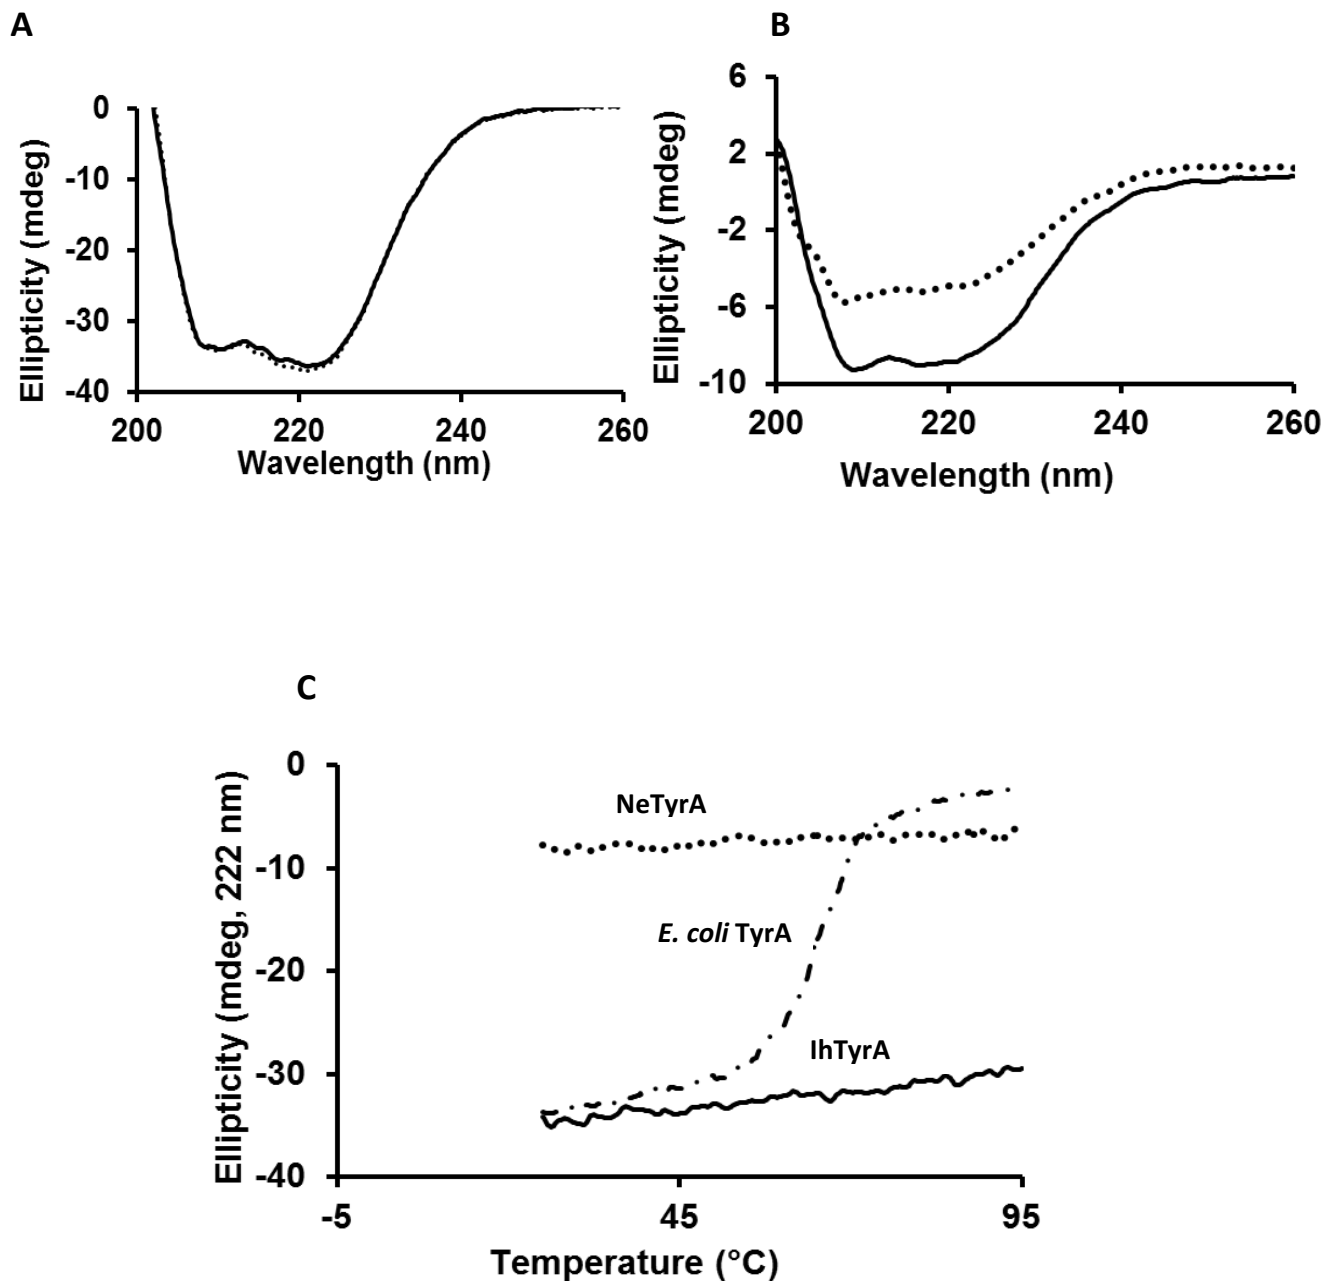 A
B
0
-10
-20
-30
-40
Ellipticity (mdeg)
200
220
240
260
Wavelength (nm)
6
2
-2
-6
-10
Ellipticity (mdeg)
200
220
240
260
Wavelength (nm)
C
0
-10
-20
-30
-40
Ellipticity (mdeg, 222 nm)
NeTyrA
E. coli TyrA
IhTyrA
-5
45
95
Temperature (°C)